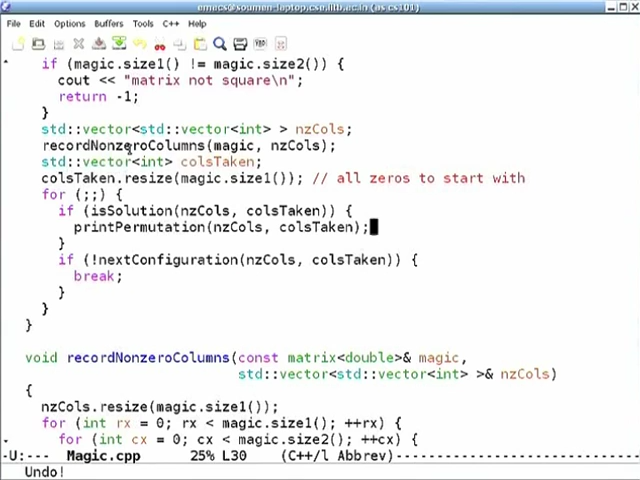 emacs@soumen-laptop.cse.iitb.ac.in (as cs101)
File Edit Options Buffers Tools C++ Help
if (magic.size1() != magic.size2()) {
cout << "matrix not square\n";
return -1;
}
std::vector<std::vector<int> > nzCols;
recordNonzeroColumns(magic, nzCols);
std::vector<int> colsTaken;
colsTaken.resize(magic.size1()); // all zeros to start with
for (;;) {
if (isSolution(nzCols, colsTaken)) {
printPermutation(nzCols, colsTaken);
}
if (!nextConfiguration(nzCols, colsTaken)) {
break;
}
}
}
void recordNonzeroColumns(const matrix<double>& magic,
std::vector<std::vector<int> >& nzCols)
{
nzCols.resize(magic.size1());
for (int rx = 0; rx < magic.size1(); ++rx) {
for (int cx = 0; cx < magic.size2(); ++cx) {
-U:--- Magic.cpp 25% L30 (C++/l Abbrev)
Undo!